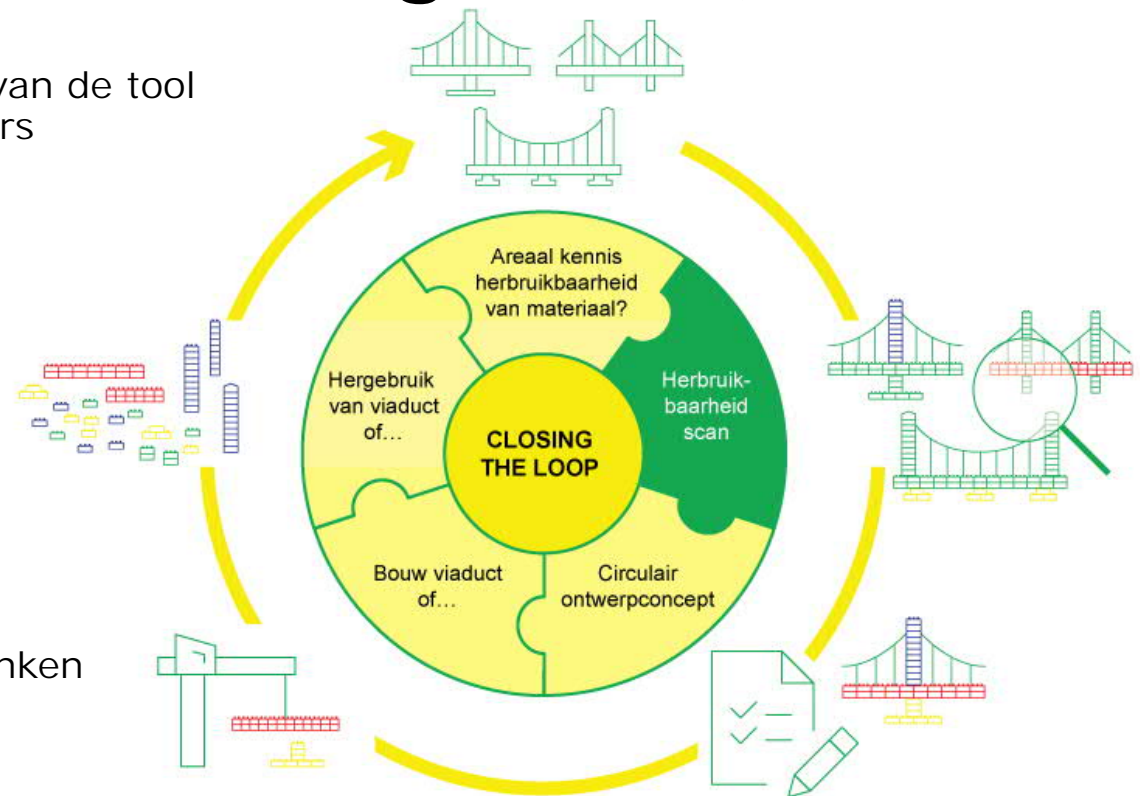 van de tool
rs
Areaal kennis
herbruikbaarheid
van materiaal?
Herbruik-
baarheid
scan
Hergebruik
van viaduct
of...
CLOSING
THE LOOP
Bouw viaduct
of...
Circulair
ontwerpconcept
nken